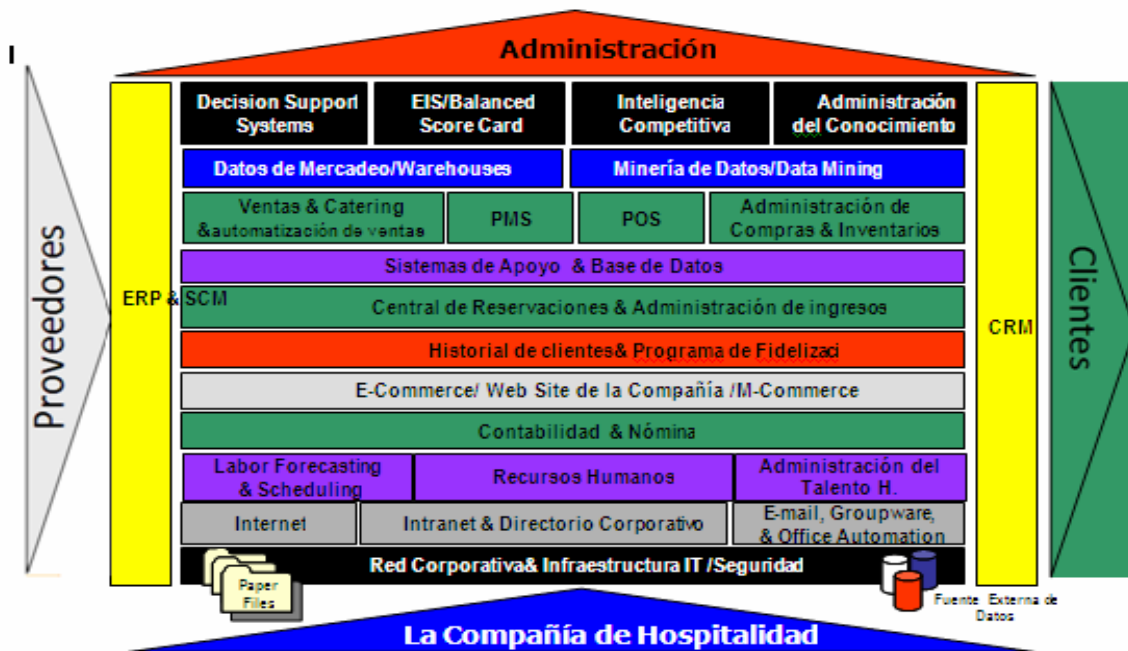 I
Administración
Proveedores
ERP & SCM
Decision Support
Systems
EIS/Balanced
Score Card
Inteligencia
Competitiva
Administración
del Conocimiento
Datos de Mercadeo/Warehouses
Minería de Datos/Data Mining
Ventas & Catering
&automatización de ventas
PMS
POS
Administración de
Compras & Inventarios
Sistemas de Apoyo & Base de Datos
Central de Reservaciones & Administración de ingresos
Historial de clientes& Programa de Fidelizaci
E-Commerce/ Web Site de la Compañía /M-Commerce
Contabilidad & Nómina
Labor Forecasting
& Scheduling
Recursos Humanos
Administración del
Talento H.
Internet
Intranet & Directorio Corporativo
E-mail, Groupware,
& Office Automation
Red Corporativa& Infraestructura IT /Seguridad
Paper
Files
Fuente Externa de
Datos
CRM
Clientes
La Compañía de Hospitalidad